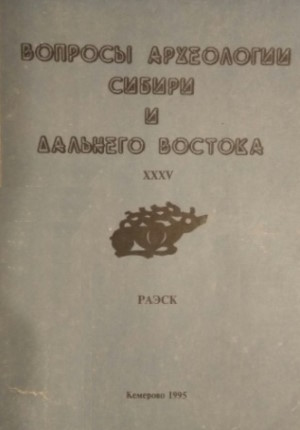 ВОПРОСЫ АРХЕОЛОГИИ
СИБИРИ
И
ДАЛЬНЕГО ВОСТОКА
XXXV
РАЭСК
Кемерово 1995